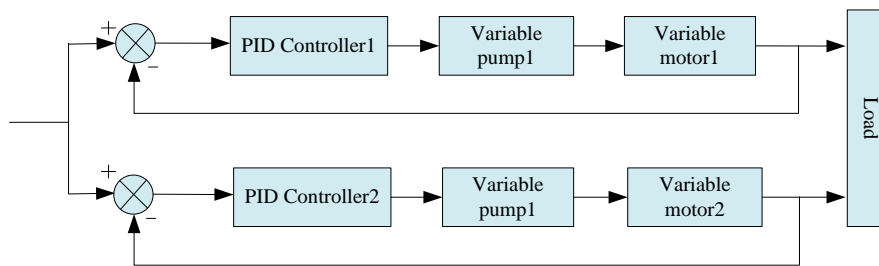 +
−
PID Controller1
Variable
pump1
Variable
motor1
Load
+
−
PID Controller2
Variable
pump1
Variable
motor2